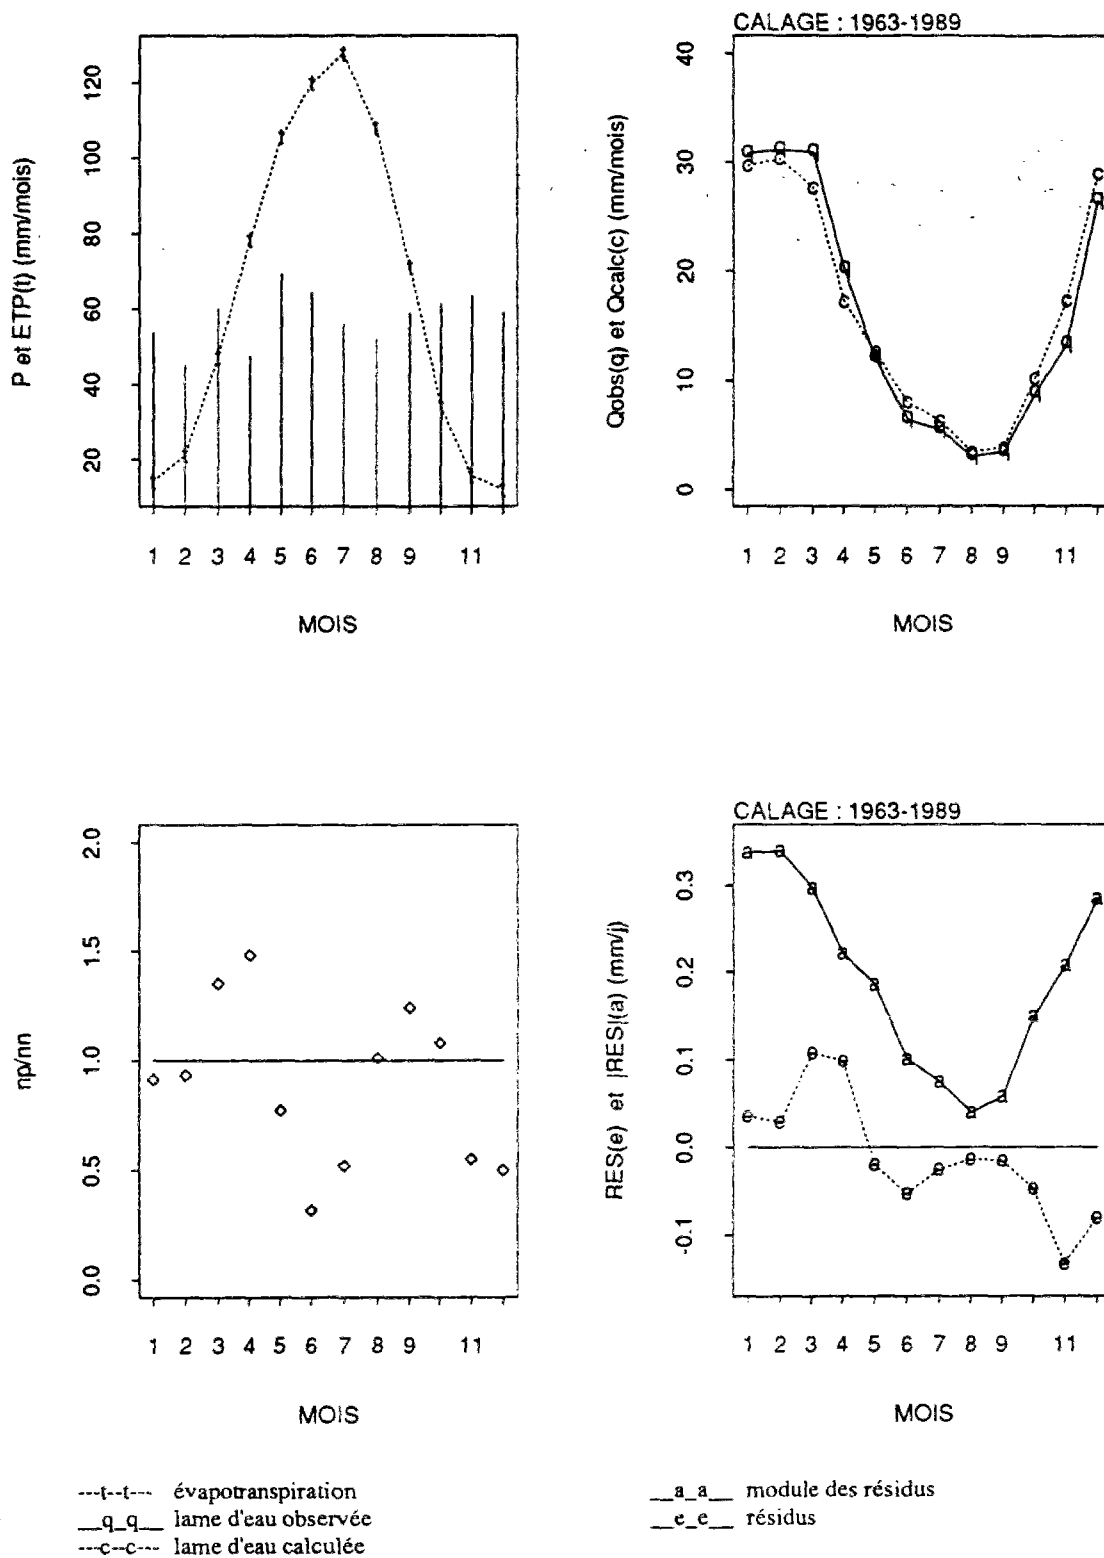 P et ETP(t) (mm/mois)
120
100
80
60
40
20
1 2 3 4 5 6 7 8 9 11
MOIS
CALAGE : 1963-1989
Qobs(q) et Qcalc(c) (mm/mois)
40
30
20
10
0
1 2 3 4 5 6 7 8 9 11
MOIS
np/nn
2.0
1.5
1.0
0.5
0.0
1 2 3 4 5 6 7 8 9 11
MOIS
CALAGE : 1963-1989
RES(e) et |RES|(a) (mm/j)
0.3
0.2
0.1
0.0
-0.1
1 2 3 4 5 6 7 8 9 11
MOIS
---t--t--- évapotranspiration
__q_q__ lame d'eau observée
---c--c--- lame d'eau calculée
__a_a__ module des résidus
__e_e__ résidus